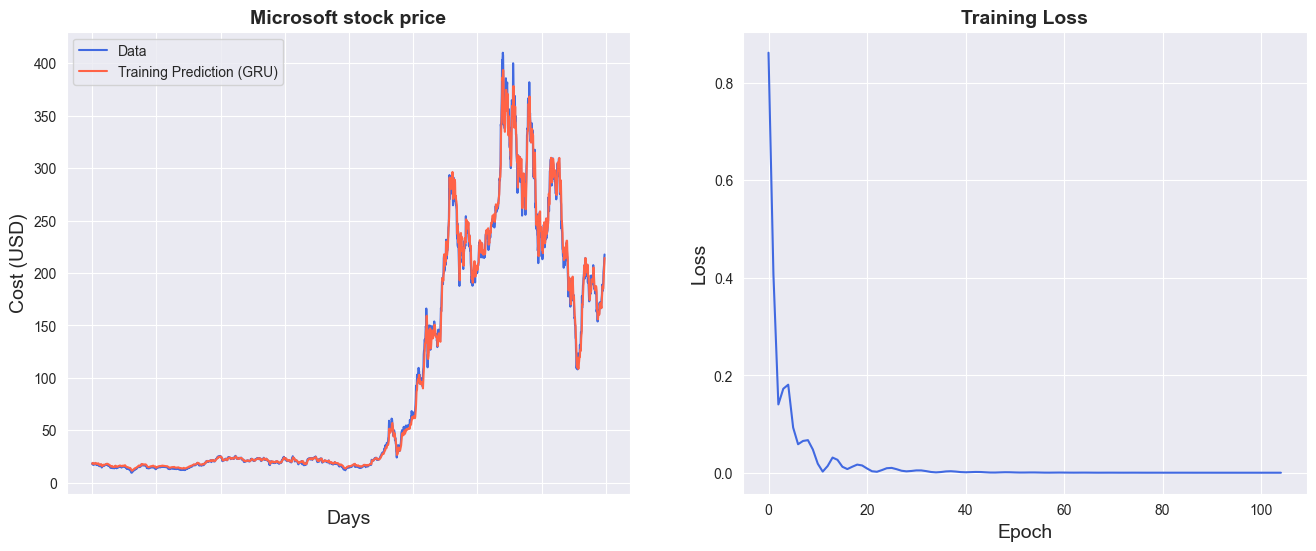 Microsoft stock price
Data
Training Prediction (GRU)
400
350
300
250
200
150
100
50
0
Cost (USD)
Days
Training Loss
0.8
0.6
0.4
0.2
0.0
Loss
0
20
40
60
80
100
Epoch